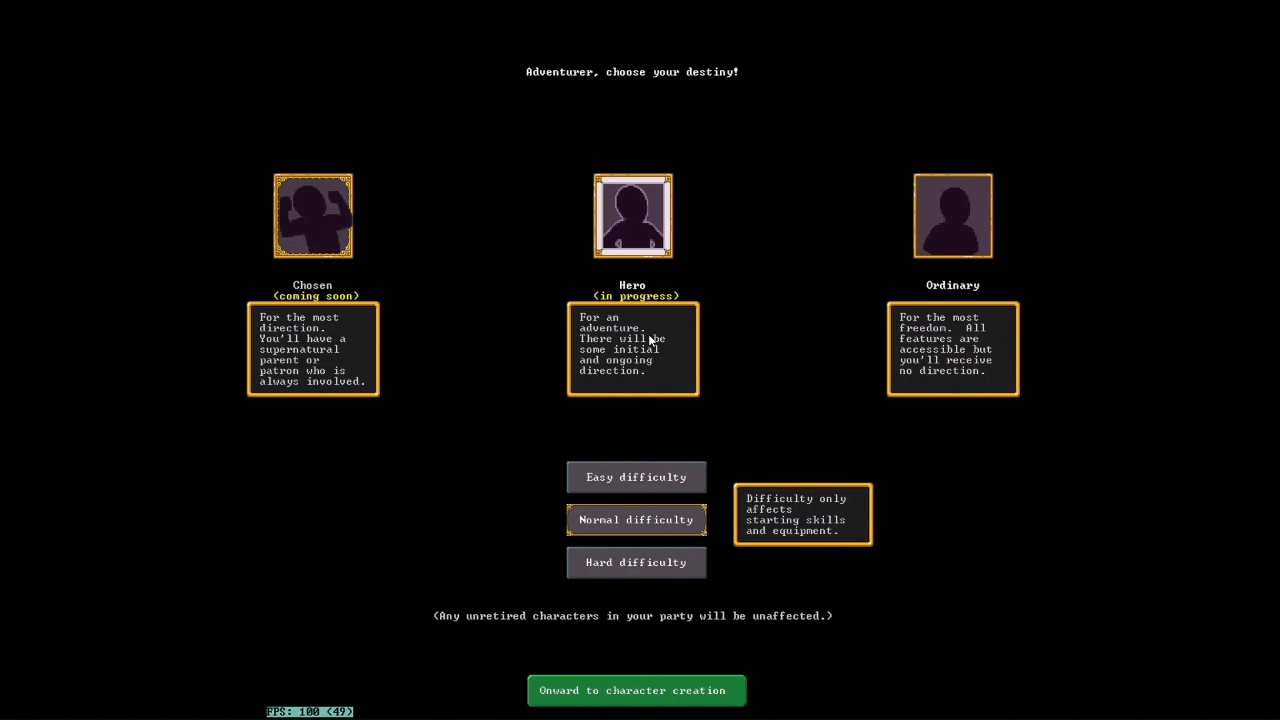 Adventurer, choose your destiny!
Chosen
(coming soon)
For the most
direction.
You'll have a
supernatural
parent or
patron who is
always involved.
Hero
(in progress)
For an
adventure.
There will be
some initial
and ongoing
direction.
Ordinary
For the most
freedom.  All
features are
accessible but
you'll receive
no direction.
Easy difficulty
Normal difficulty
Hard difficulty
Difficulty only
affects
starting skills
and equipment.
(Any unretired characters in your party will be unaffected.)
Onward to character creation
FPS: 100 (49)